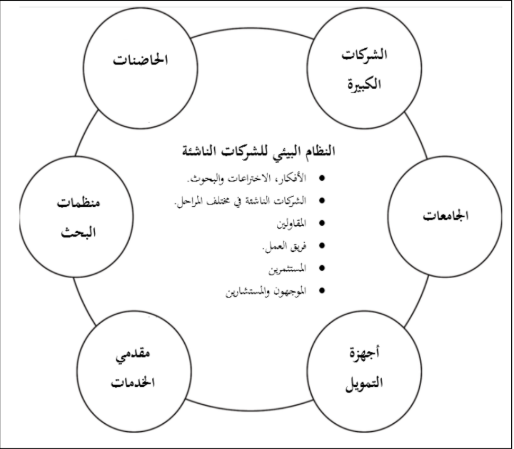 الشركات
الكبيرة
الحاضنات
النظام البيئي للشركات الناشئة
• الأفكار، الاختراعات والبحوث.
• الشركات الناشئة في مختلف المراحل.
• المقاولين
• فريق العمل.
• المستثمرين
• الموجهون والمستشارين
الجامعات
منظمات
البحث
أجهزة
التمويل
مقدمي
الخدمات